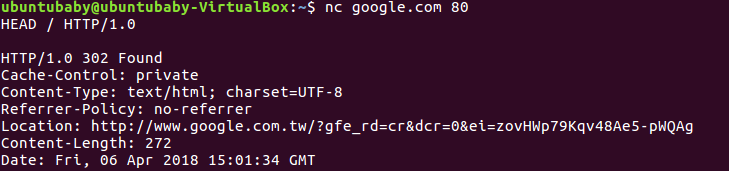 ubuntubaby@ubuntubaby-VirtualBox:~$ nc google.com 80
HEAD / HTTP/1.0

HTTP/1.0 302 Found
Cache-Control: private
Content-Type: text/html; charset=UTF-8
Referrer-Policy: no-referrer
Location: http://www.google.com.tw/?gfe_rd=cr&dcr=0&ei=zovHWp79Kqv48Ae5-pWQAg
Content-Length: 272
Date: Fri, 06 Apr 2018 15:01:34 GMT